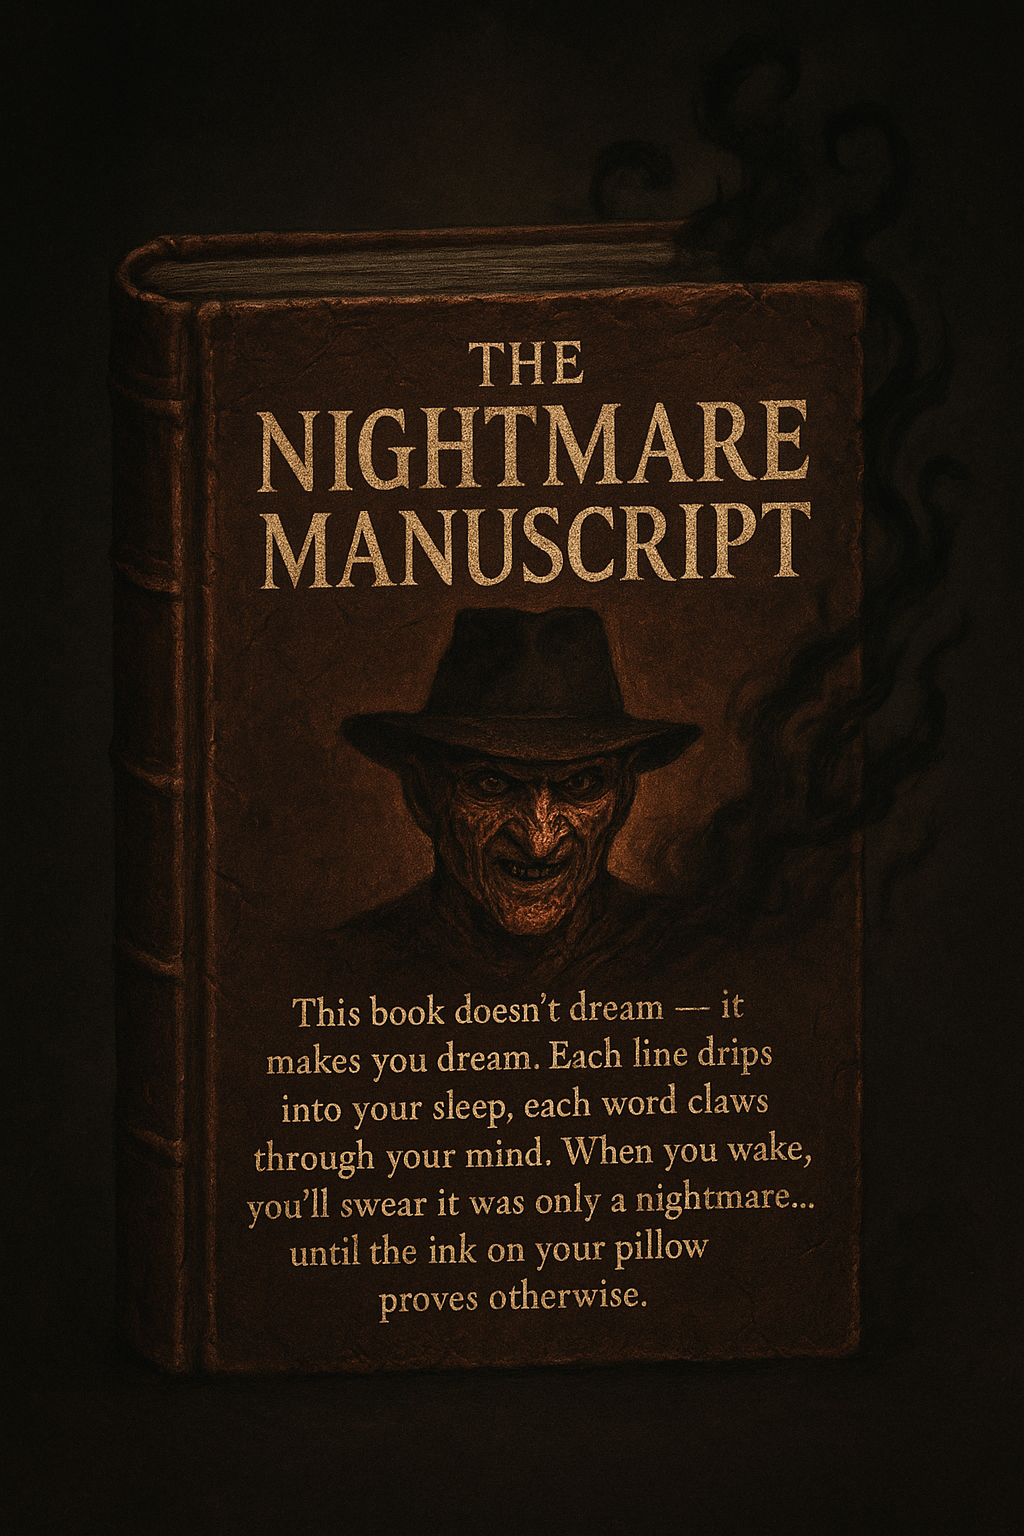 THE
NIGHTMARE
MANUSCRIPT
This book doesn’t dream — it
makes you dream. Each line drips
into your sleep, each word claws
through your mind. When you wake,
you’ll swear it was only a nightmare...
until the ink on your pillow
proves otherwise.